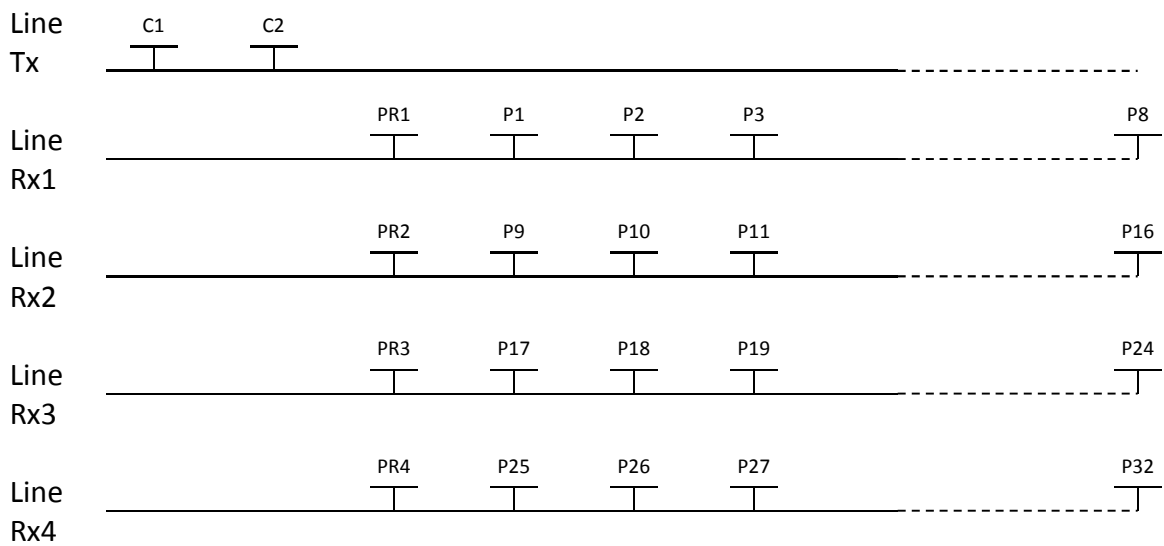 Line
Tx
C1 C2
Line
Rx1
PR1 P1 P2 P3 P8
Line
Rx2
PR2 P9 P10 P11 P16
Line
Rx3
PR3 P17 P18 P19 P24
Line
Rx4
PR4 P25 P26 P27 P32